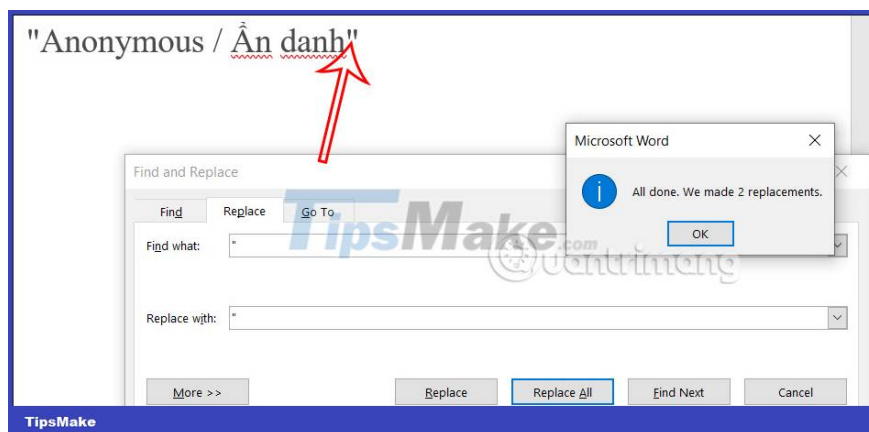 "Anonymous / Ẩn danh"
Microsoft Word
All done. We made 2 replacements.
OK
Find and Replace
Find Replace Go To
Find what: "
Replace with: "
More >> Replace Replace All Find Next Cancel
TipsMake.com
Quantrimang
TipsMake